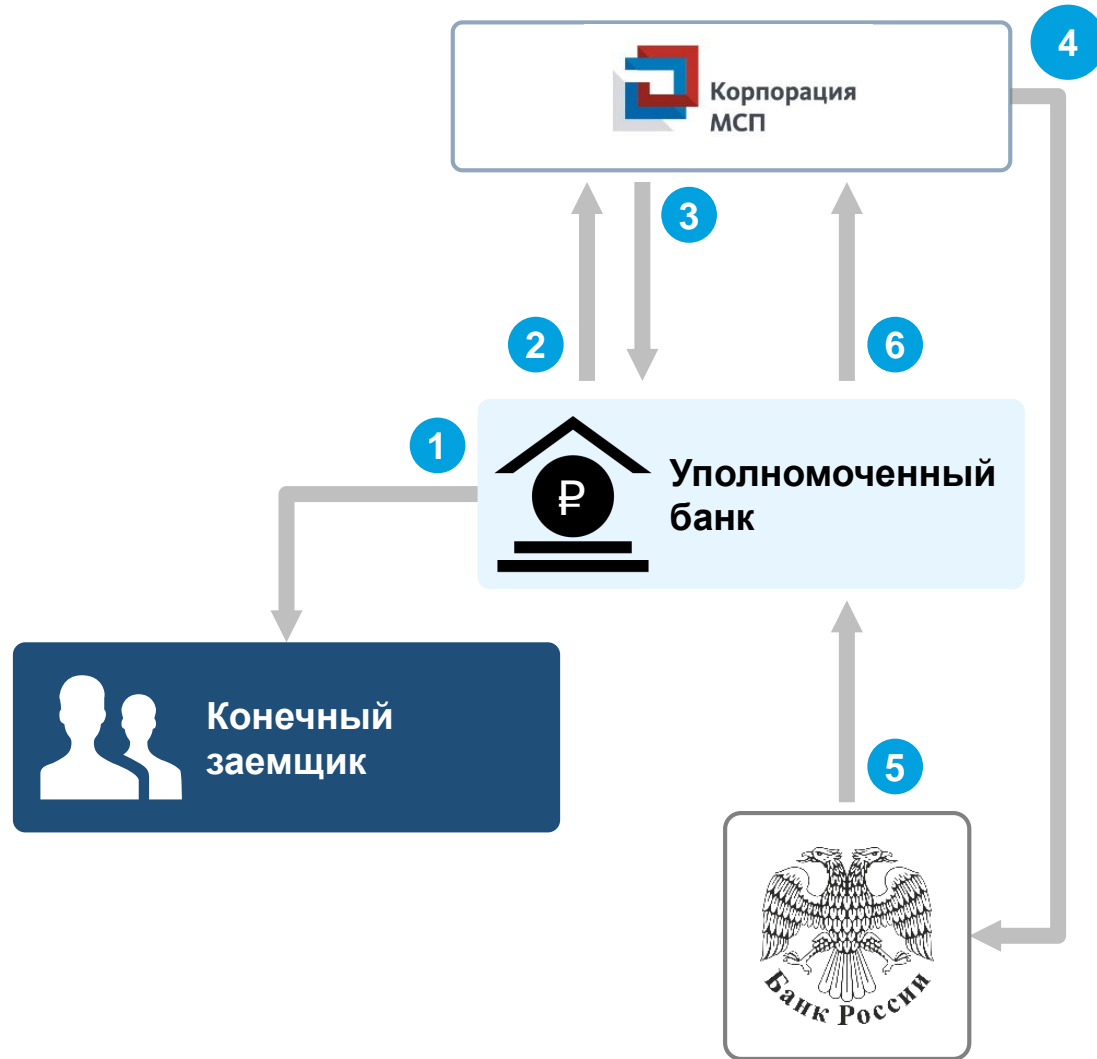 4
Корпорация
МСП
3
2
6
1
₽
Уполномоченный
банк
Конечный
заемщик
5
Банк России